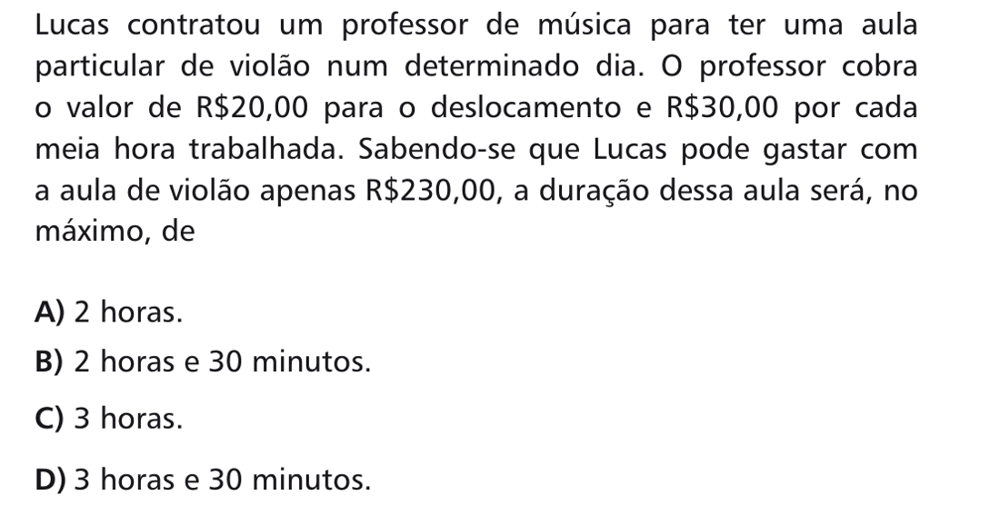 Lucas contratou um professor de música para ter uma aula
particular de violão num determinado dia. O professor cobra
o valor de R$20,00 para o deslocamento e R$30,00 por cada
meia hora trabalhada. Sabendo-se que Lucas pode gastar com
a aula de violão apenas R$230,00, a duração dessa aula será, no
máximo, de
A) 2 horas.
B) 2 horas e 30 minutos.
C) 3 horas.
D) 3 horas e 30 minutos.